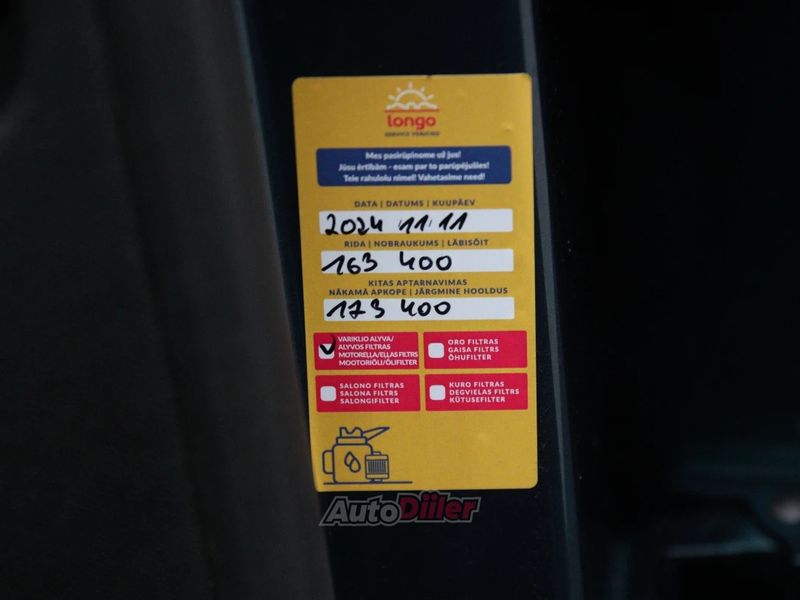 longo
SERVICE VEHICLES
Mes pasirūpinome už jus!
Jūsu ērtībām - esam par to parūpējušies!
Teie rahulolu nimel! Vahetasime need!
DATA | DATUMS | KUUPÄEV
2024 11.11
RIDA | NOBRAUKUMS | LÄBISÕIT
163 400
KITAS APTARNAVIMAS
NĀKAMĀ APKOPE | JÄRGMINE HOOLDUS
173 400
VARIKLIO ALYVA/
ALYVOS FILTRAS
MOTORELLA/ELLAS FILTRS
MOOTORIÕLI/ÕLIFILTER
ORO FILTRAS
GAISA FILTRS
ÕHUFILTER
SALONO FILTRAS
SALONA FILTRS
SALONGIFILTER
KURO FILTRAS
DEGVIELAS FILTRS
KÜTUSEFILTER
AutoDiiler